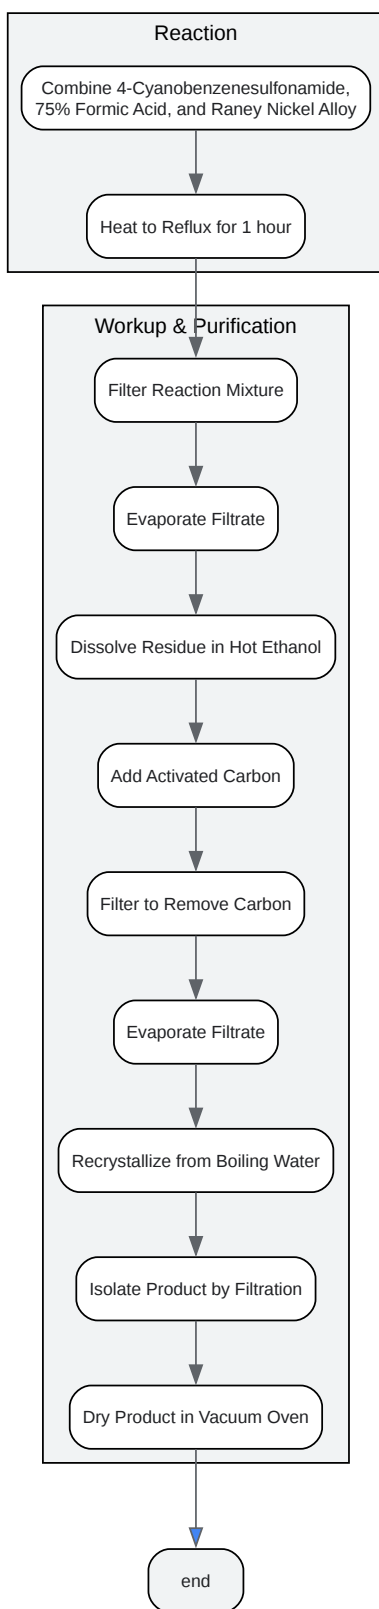 Reaction
Combine 4-Cyanobenzenesulfonamide,
75% Formic Acid, and Raney Nickel Alloy
Heat to Reflux for 1 hour
Workup & Purification
Filter Reaction Mixture
Evaporate Filtrate
Dissolve Residue in Hot Ethanol
Add Activated Carbon
Filter to Remove Carbon
Evaporate Filtrate
Recrystallize from Boiling Water
Isolate Product by Filtration
Dry Product in Vacuum Oven
end